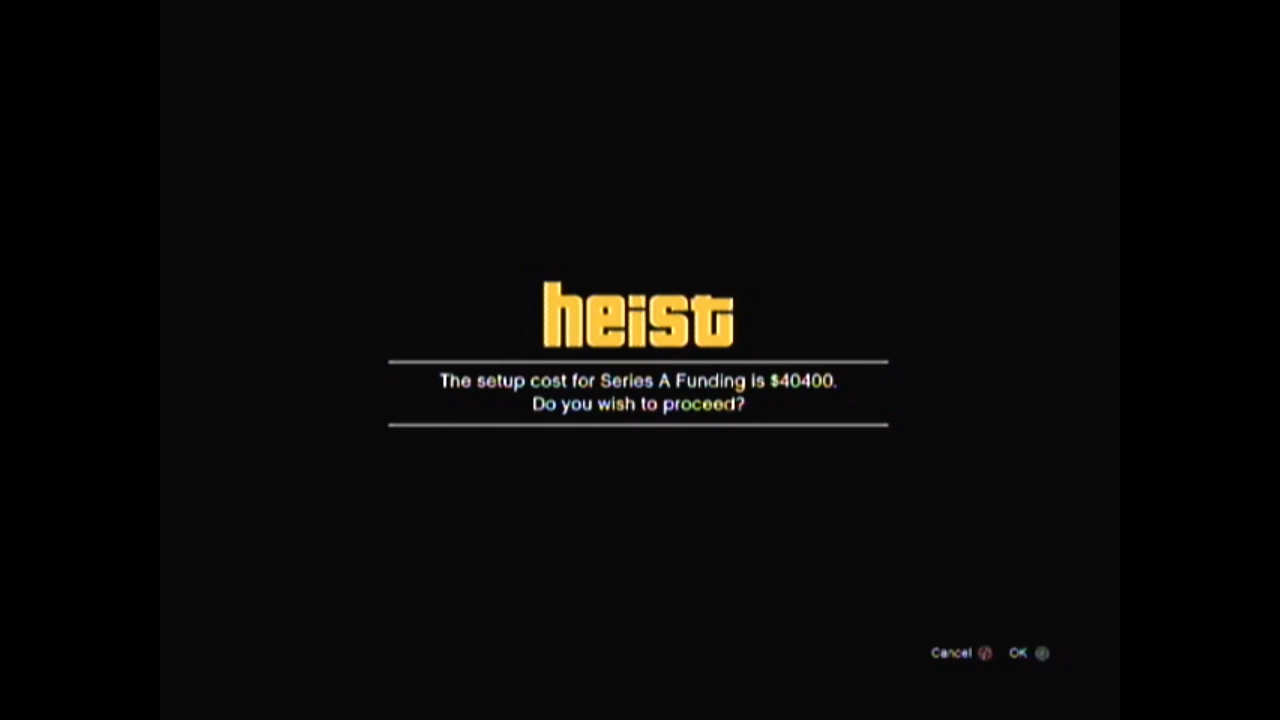 heist
The setup cost for Series A Funding is $40400.
Do you wish to proceed?
Cancel OK